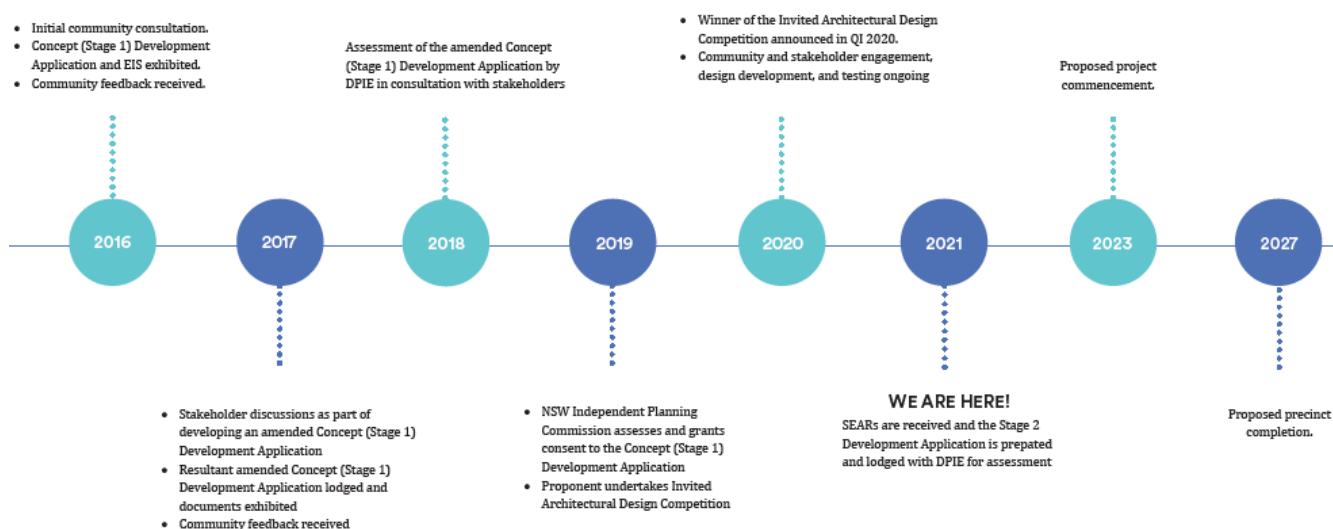 • Initial community consultation.
• Concept (Stage 1) Development
Application and EIS exhibited.
• Community feedback received.
Assessment of the amended Concept
(Stage 1) Development Application by
DPIE in consultation with stakeholders
• Winner of the Invited Architectural Design
Competition announced in QI 2020.
• Community and stakeholder engagement,
design development, and testing ongoing
Proposed project
commencement.
2016
2017
2018
2019
2020
2021
2023
2027
• Stakeholder discussions as part of
developing an amended Concept (Stage 1)
Development Application
• Resultant amended Concept (Stage 1)
Development Application lodged and
documents exhibited
• Community feedback received
• NSW Independent Planning
Commission assesses and grants
consent to the Concept (Stage 1)
Development Application
• Proponent undertakes Invited
Architectural Design Competition
WE ARE HERE!
SEARs are received and the Stage 2
Development Application is prepated
and lodged with DPIE for assessment
Proposed precinct
completion.